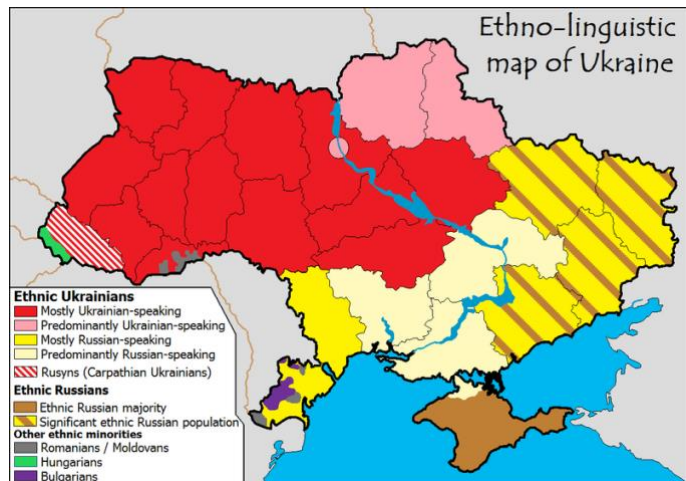 Ethno-linguistic
map of Ukraine
Ethnic Ukrainians
Mostly Ukrainian-speaking
Predominantly Ukrainian-speaking
Mostly Russian-speaking
Predominantly Russian-speaking
Rusyns (Carpathian Ukrainians)
Ethnic Russians
Ethnic Russian majority
Significant ethnic Russian population
Other ethnic minorities
Romanians / Moldovans
Hungarians
Bulgarians